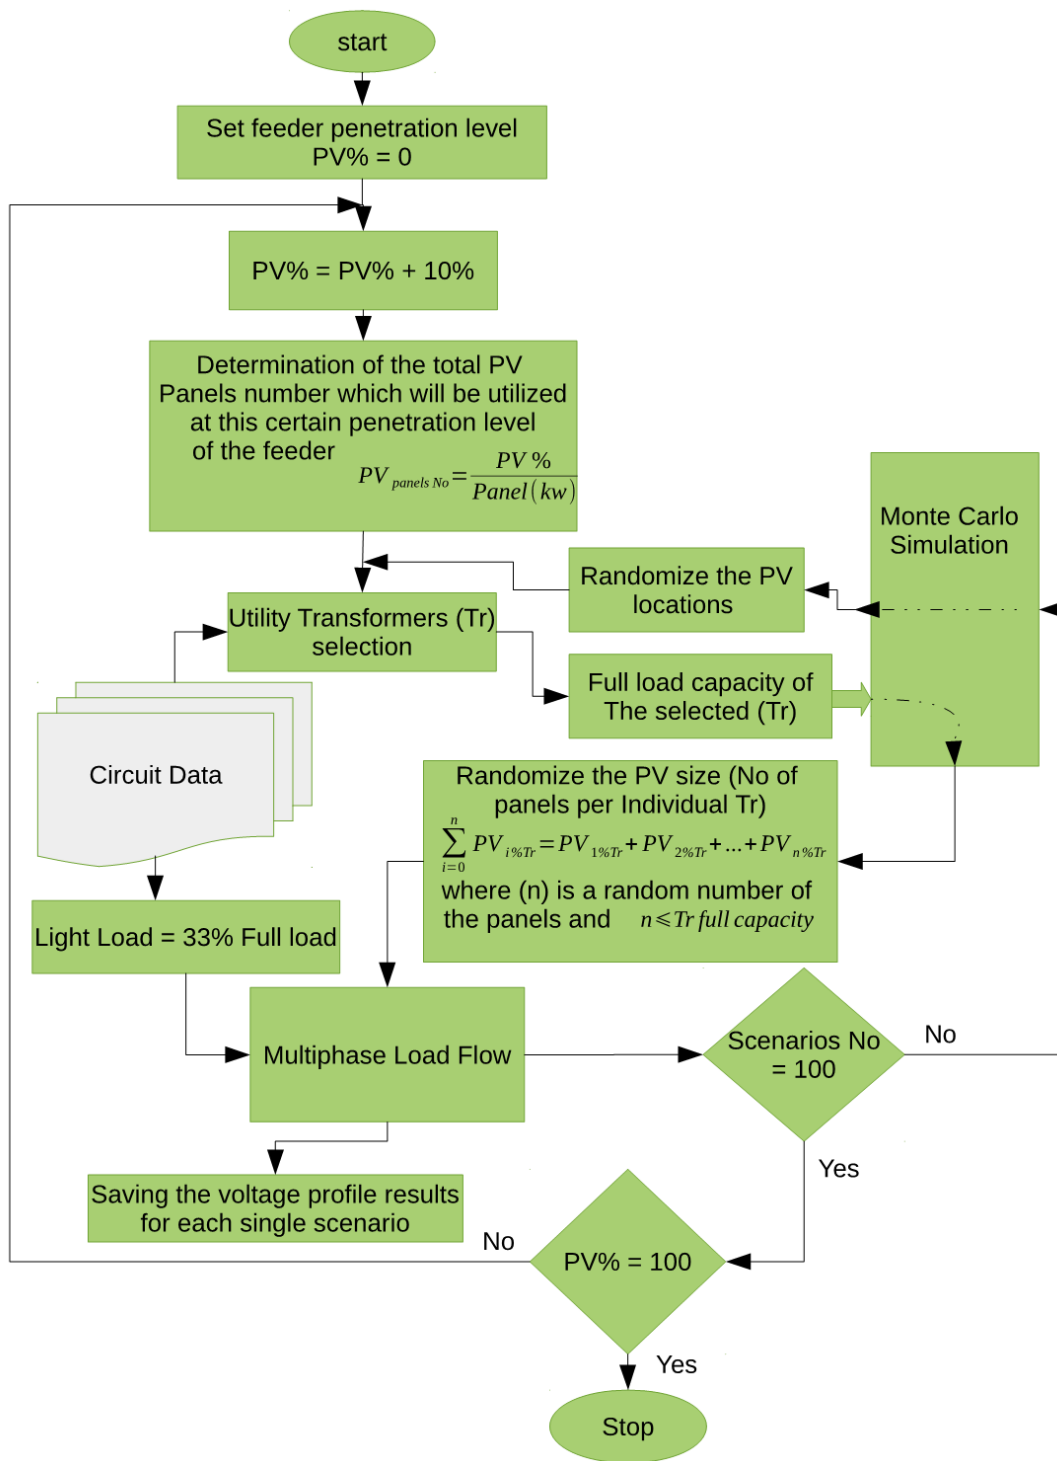 start
Set feeder penetration level
PV% = 0
PV% = PV% + 10%
Determination of the total PV
Panels number which will be utilized
at this certain penetration level
of the feeder
PV panels No = PV % / Panel (kw)
Monte Carlo
Simulation
Randomize the PV
locations
Utility Transformers (Tr)
selection
Full load capacity of
The selected (Tr)
Circuit Data
Randomize the PV size (No of
panels per Individual Tr)
∑ i=0 n PV i%Tr = PV 1%Tr + PV 2%Tr + ... + PV n%Tr
where (n) is a random number of
the panels and n ⩽ Tr full capacity
Light Load = 33% Full load
Multiphase Load Flow
Scenarios No
= 100
No
Yes
Saving the voltage profile results
for each single scenario
No
PV% = 100
Yes
Stop